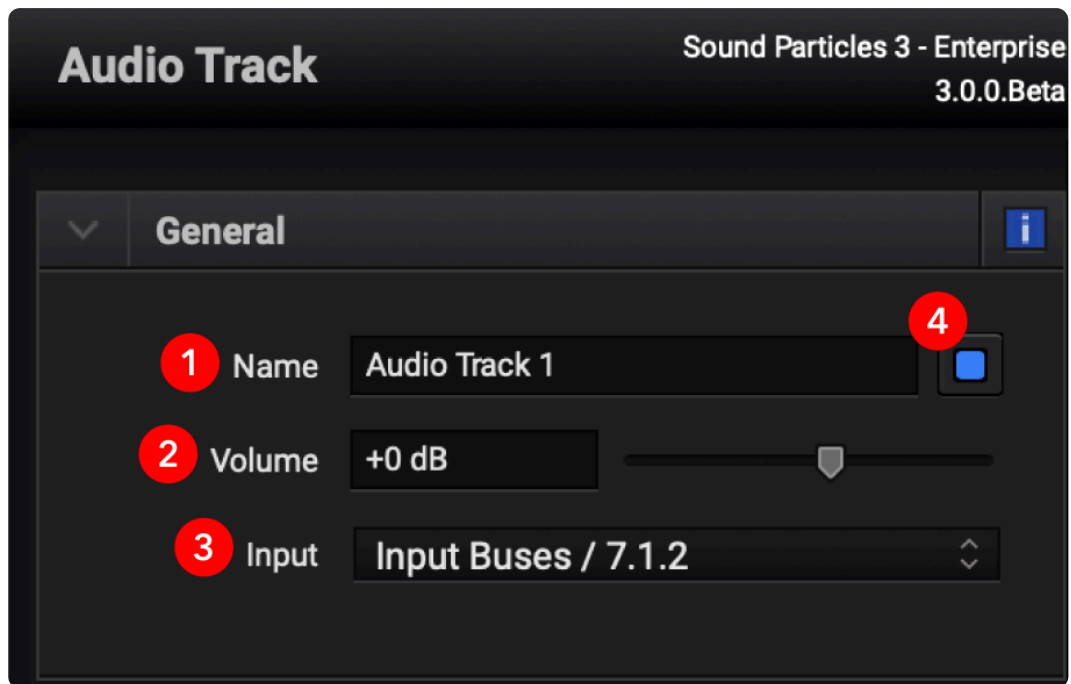 Audio Track
Sound Particles 3 - Enterprise
3.0.0.Beta
General
i
4
1 Name Audio Track 1
2 Volume +0 dB
3 Input Input Buses / 7.1.2